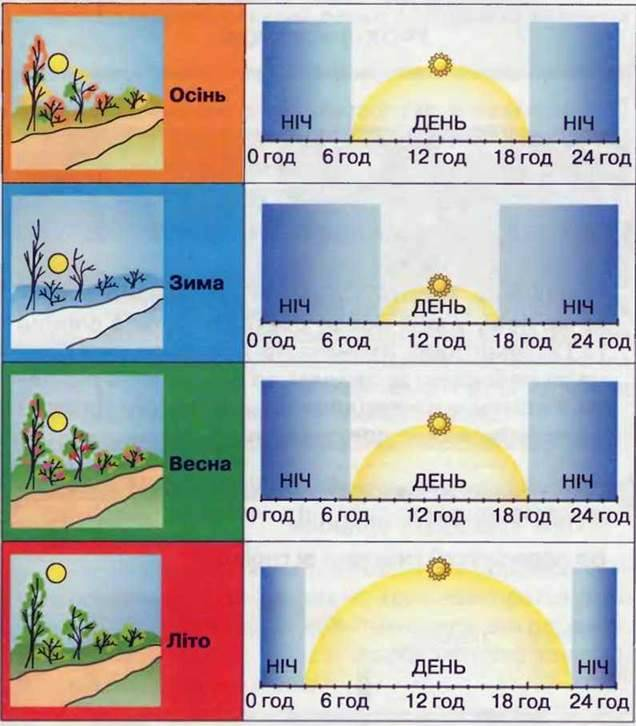 Осінь
НІЧ ДЕНЬ НІЧ
0 год 6 год 12 год 18 год 24 год
Зима
НІЧ ДЕНЬ НІЧ
0 год 6 год 12 год 18 год 24 год
Весна
НІЧ ДЕНЬ НІЧ
0 год 6 год 12 год 18 год 24 год
Літо
НІЧ ДЕНЬ НІЧ
0 год 6 год 12 год 18 год 24 год